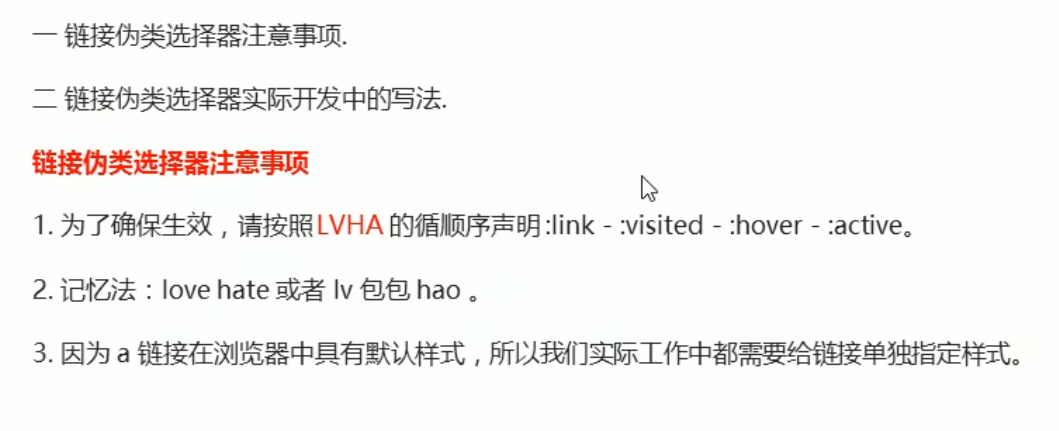 一 链接伪类选择器注意事项.
二 链接伪类选择器实际开发中的写法.
链接伪类选择器注意事项
1. 为了确保生效，请按照 LVHA 的循顺序声明 :link - :visited - :hover - :active。
2. 记忆法：love hate 或者 lv 包包 hao 。
3. 因为 a 链接在浏览器中具有默认样式，所以我们实际工作中都需要给链接单独指定样式。